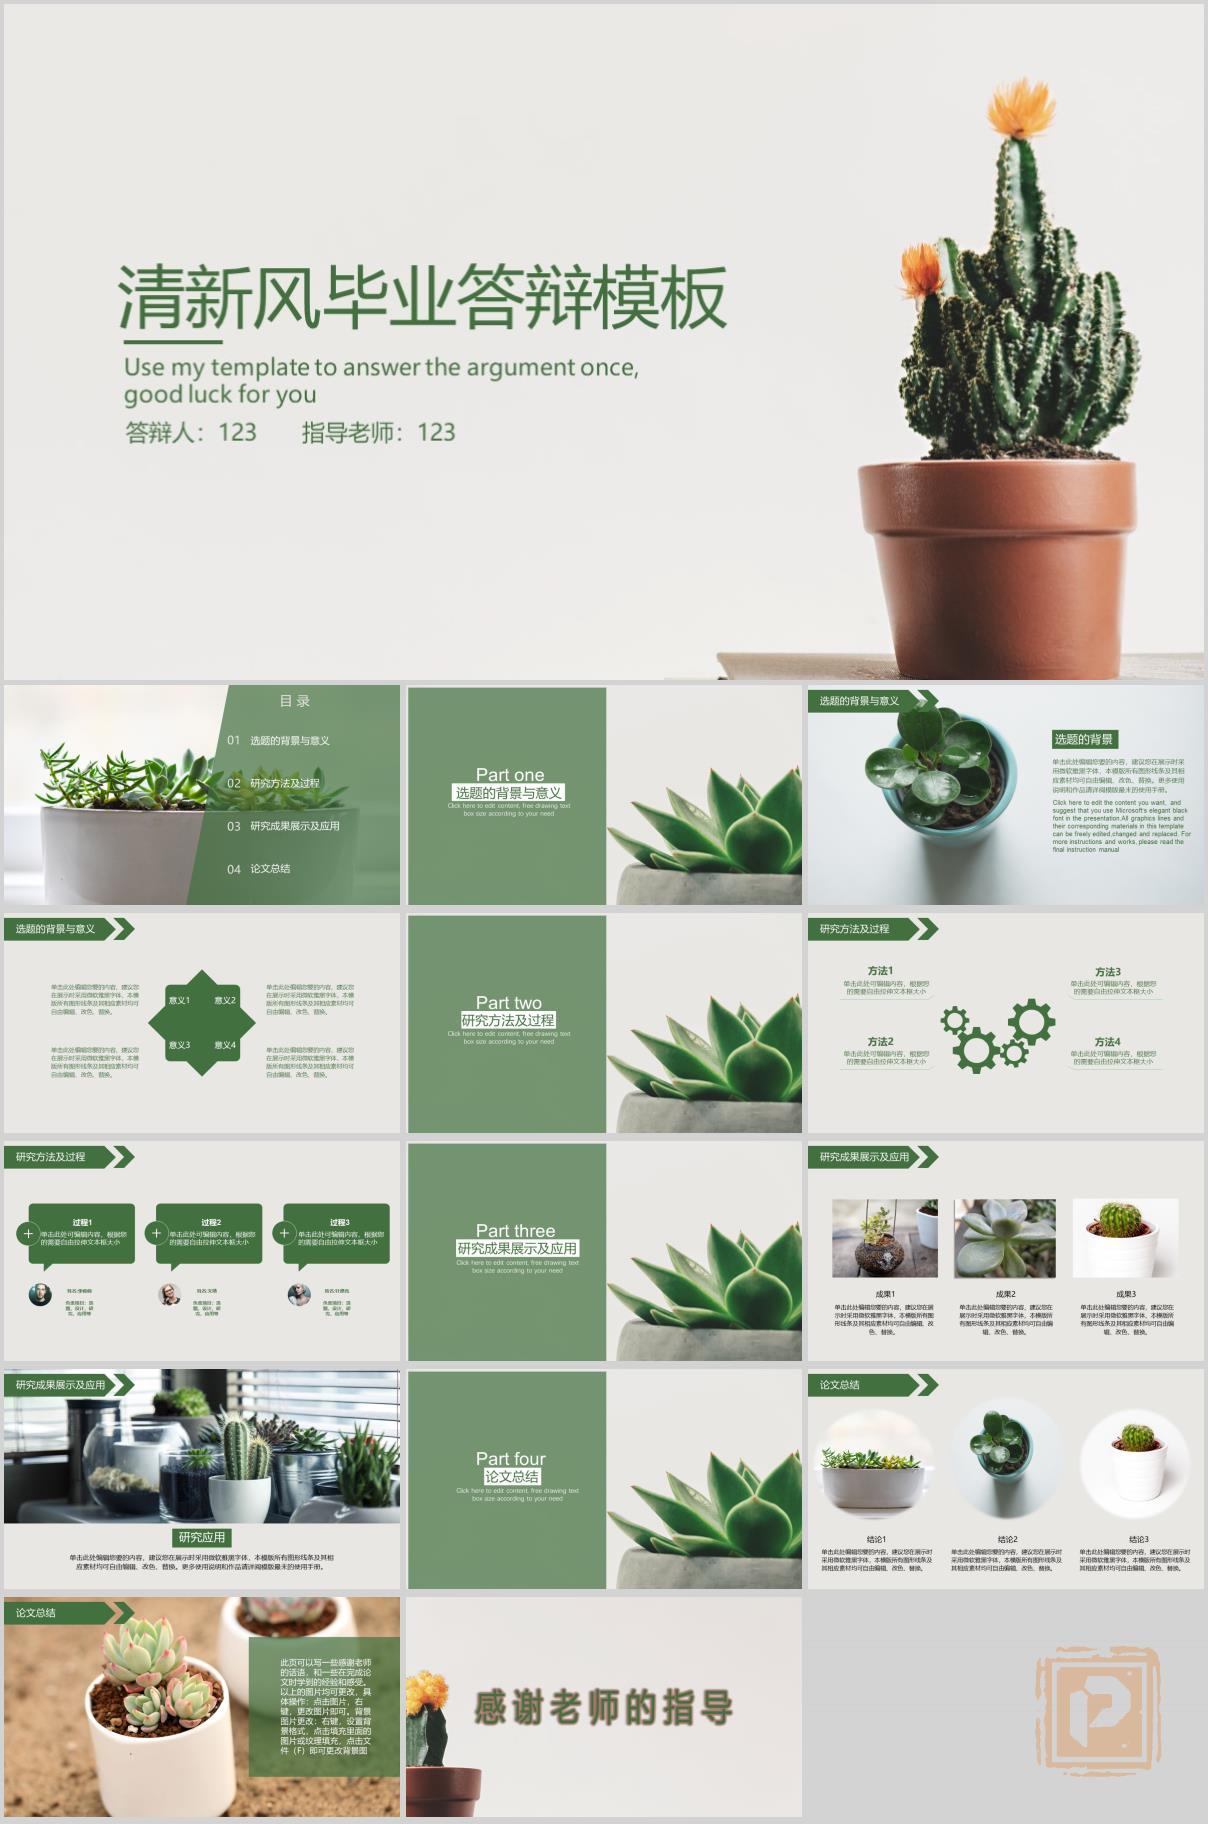 清新风毕业答辩模板
Use my template to answer the argument once,
good luck for you
答辩人：123 指导老师：123
目录
01 选题的背景与意义
02 研究方法及过程
03 研究成果展示及应用
04 论文总结
Part one
选题的背景与意义
Click here to edit content, free drawing text
box size according to your need
选题的背景与意义
选题的背景
单击此处编辑您要的内容，建议您在展示时采
用微软雅黑字体，本模版所有图形线条及其相
应素材均可自由编辑、改色、替换。更多使用
说明和作品请详阅模版最末的使用手册。
Click here to edit the content you want, and
suggest that you use Microsoft's elegant black
font in the presentation.All graphics lines and
their corresponding materials in this template
can be freely edited,changed and replaced. For
more instructions and works, please read the
final instruction manual
选题的背景与意义
单击此处编辑您要的内容，建议您
在展示时采用微软雅黑字体，本模
版所有图形线条及其相应素材均可
自由编辑、改色、替换。
意义1 意义2
单击此处编辑您要的内容，建议您
在展示时采用微软雅黑字体，本模
版所有图形线条及其相应素材均可
自由编辑、改色、替换。
单击此处编辑您要的内容，建议您
在展示时采用微软雅黑字体，本模
版所有图形线条及其相应素材均可
自由编辑、改色、替换。
意义3 意义4
单击此处编辑您要的内容，建议您
在展示时采用微软雅黑字体，本模
版所有图形线条及其相应素材均可
自由编辑、改色、替换。
Part two
研究方法及过程
Click here to edit content, free drawing text
box size according to your need
研究方法及过程
方法1
单击此处可编辑内容，根据您
的需要自由拉伸文本框大小
方法3
单击此处可编辑内容，根据您
的需要自由拉伸文本框大小
方法2
单击此处可编辑内容，根据您
的需要自由拉伸文本框大小
方法4
单击此处可编辑内容，根据您
的需要自由拉伸文本框大小
研究方法及过程
过程1
单击此处可编辑内容，根据您
的需要自由拉伸文本框大小
过程2
单击此处可编辑内容，根据您
的需要自由拉伸文本框大小
过程3
单击此处可编辑内容，根据您
的需要自由拉伸文本框大小
Part three
研究成果展示及应用
Click here to edit content, free drawing text
box size according to your need
研究成果展示及应用
成果1
单击此处编辑您要的内容，建议您在展
示时采用微软雅黑字体，本模版所有图
形线条及其相应素材均可自由编辑、改
色、替换。
成果2
单击此处编辑您要的内容，建议您在
展示时采用微软雅黑字体，本模版所
有图形线条及其相应素材均可自由编
辑、改色、替换。
成果3
单击此处编辑您要的内容，建议您在
展示时采用微软雅黑字体，本模版所
有图形线条及其相应素材均可自由编
辑、改色、替换。
研究成果展示及应用
研究应用
单击此处编辑您要的内容，建议您在展示时采用微软雅黑字体，本模版所有图形线条及其相
应素材均可自由编辑、改色、替换。更多使用说明和作品请详阅模版最末的使用手册。
Part four
论文总结
Click here to edit content, free drawing text
box size according to your need
论文总结
结论1
单击此处编辑您要的内容，建议您在展示时
采用微软雅黑字体，本模版所有图形线条及
其相应素材均可自由编辑、改色、替换。
结论2
单击此处编辑您要的内容，建议您在展示时
采用微软雅黑字体，本模版所有图形线条及
其相应素材均可自由编辑、改色、替换。
结论3
单击此处编辑您要的内容，建议您在展示时
采用微软雅黑字体，本模版所有图形线条及
其相应素材均可自由编辑、改色、替换。
论文总结
此页可以写一些感谢老师
的话语，和一些在完成论
文时学到的经验和感受。
以上的图片均可更改，具
体操作：点击图片，右
键，更改图片即可。背景
图片更改：右键，设置背
景格式，点击填充里面的
图片或纹理填充，点击文
件（F）即可更改背景图
感谢老师的指导